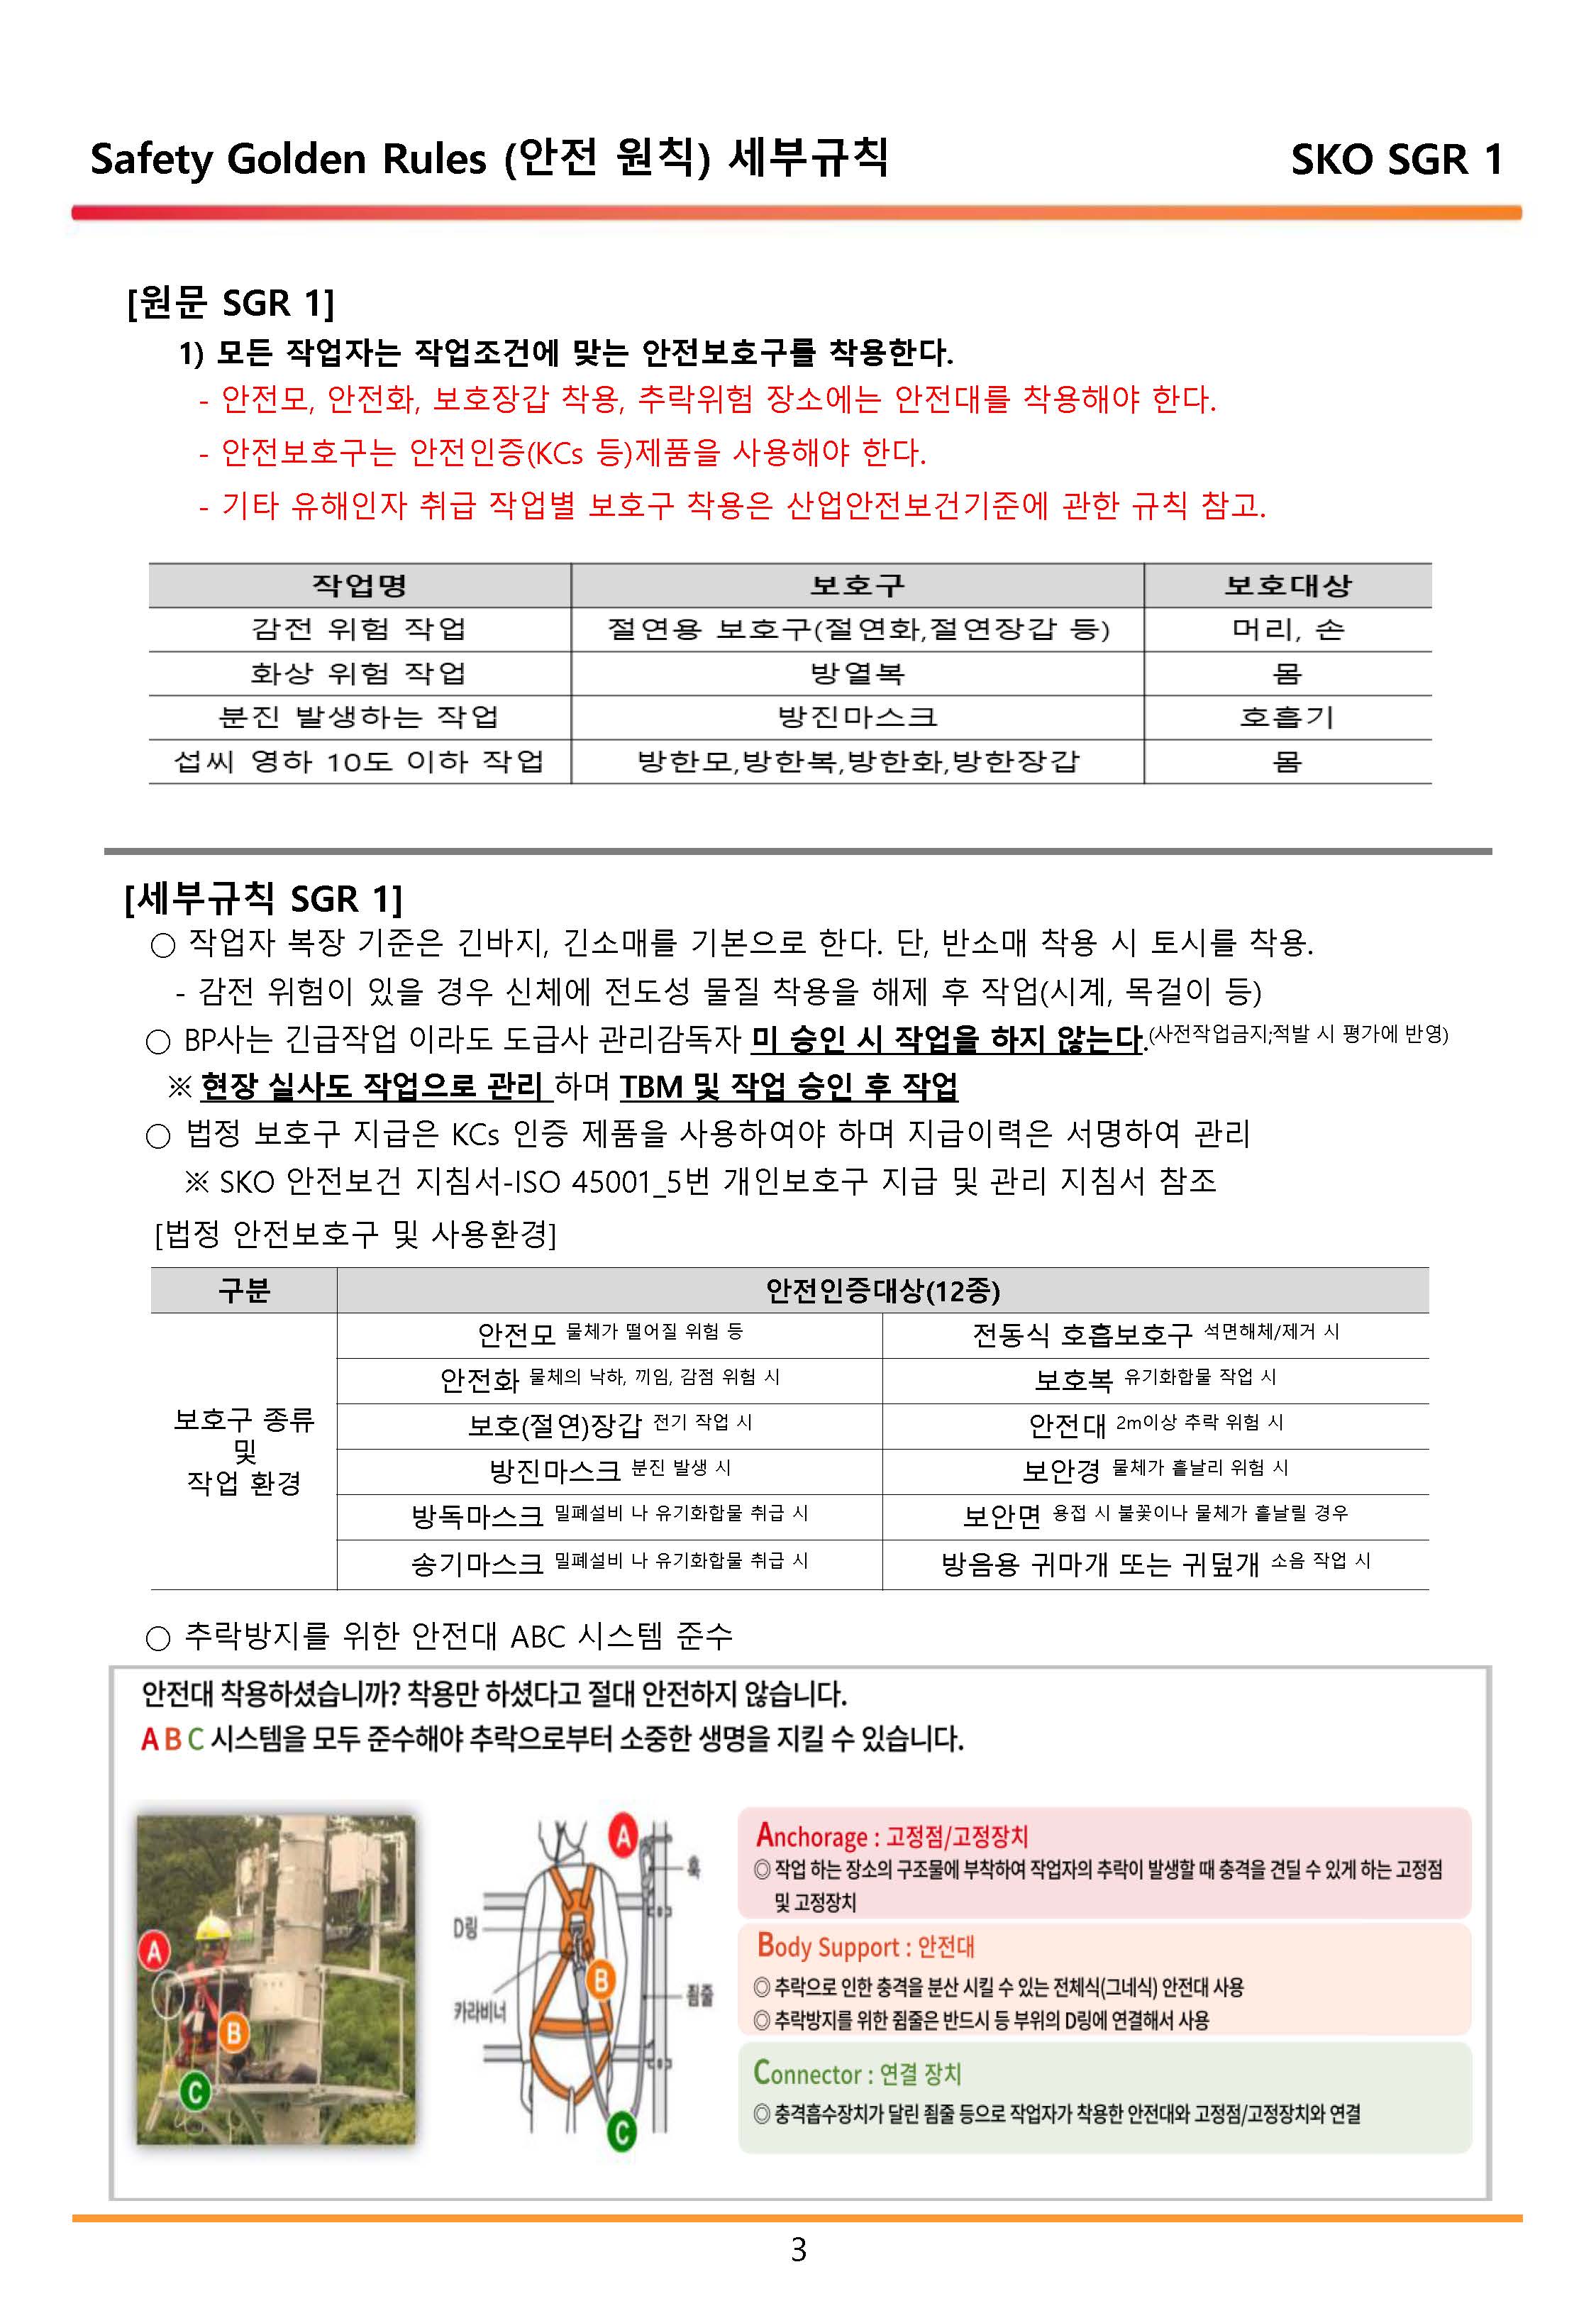 Safety Golden Rules (안전 원칙) 세부규칙 SKO SGR 1
[원문 SGR 1]
1) 모든 작업자는 작업조건에 맞는 안전보호구를 착용한다.
- 안전모, 안전화, 보호장갑 착용, 추락위험 장소에는 안전대를 착용해야 한다.
- 안전보호구는 안전인증(KCs 등)제품을 사용해야 한다.
- 기타 유해인자 취급 작업별 보호구 착용은 산업안전보건기준에 관한 규칙 참고.
작업명 보호구 보호대상
감전 위험 작업 절연용 보호구(절연화,절연장갑 등) 머리, 손
화상 위험 작업 방열복 몸
분진 발생하는 작업 방진마스크 호흡기
섭씨 영하 10도 이하 작업 방한모,방한복,방한화,방한장갑 몸
[세부규칙 SGR 1]
○ 작업자 복장 기준은 긴바지, 긴소매를 기본으로 한다. 단, 반소매 착용 시 토시를 착용.
- 감전 위험이 있을 경우 신체에 전도성 물질 착용을 해제 후 작업(시계, 목걸이 등)
○ BP사는 긴급작업 이라도 도급사 관리감독자 미 승인 시 작업을 하지 않는다.(사전작업금지;적발 시 평가에 반영)
※ 현장 실사도 작업으로 관리 하며 TBM 및 작업 승인 후 작업
○ 법정 보호구 지급은 KCs 인증 제품을 사용하여야 하며 지급이력은 서명하여 관리
※ SKO 안전보건 지침서-ISO 45001_5번 개인보호구 지급 및 관리 지침서 참조
[법정 안전보호구 및 사용환경]
구분 안전인증대상(12종)
보호구 종류
및
작업 환경
안전모 물체가 떨어질 위험 등 전동식 호흡보호구 석면해체/제거 시
안전화 물체의 낙하, 끼임, 감점 위험 시 보호복 유기화합물 작업 시
보호(절연)장갑 전기 작업 시 안전대 2m이상 추락 위험 시
방진마스크 분진 발생 시 보안경 물체가 흩날리 위험 시
방독마스크 밀폐설비 나 유기화합물 취급 시 보안면 용접 시 불꽃이나 물체가 흩날릴 경우
송기마스크 밀폐설비 나 유기화합물 취급 시 방음용 귀마개 또는 귀덮개 소음 작업 시
○ 추락방지를 위한 안전대 ABC 시스템 준수
안전대 착용하셨습니까? 착용만 하셨다고 절대 안전하지 않습니다.
A B C 시스템을 모두 준수해야 추락으로부터 소중한 생명을 지킬 수 있습니다.
A
B
C
A
훅
D링
B
카라비너
죔줄
C
Anchorage : 고정점/고정장치
◎ 작업 하는 장소의 구조물에 부착하여 작업자의 추락이 발생할 때 충격을 견딜 수 있게 하는 고정점
및 고정장치
Body Support : 안전대
◎ 추락으로 인한 충격을 분산 시킬 수 있는 전체식(그네식) 안전대 사용
◎ 추락방지를 위한 죔줄은 반드시 등 부위의 D링에 연결해서 사용
Connector : 연결 장치
◎ 충격흡수장치가 달린 죔줄 등으로 작업자가 착용한 안전대와 고정점/고정장치와 연결
3